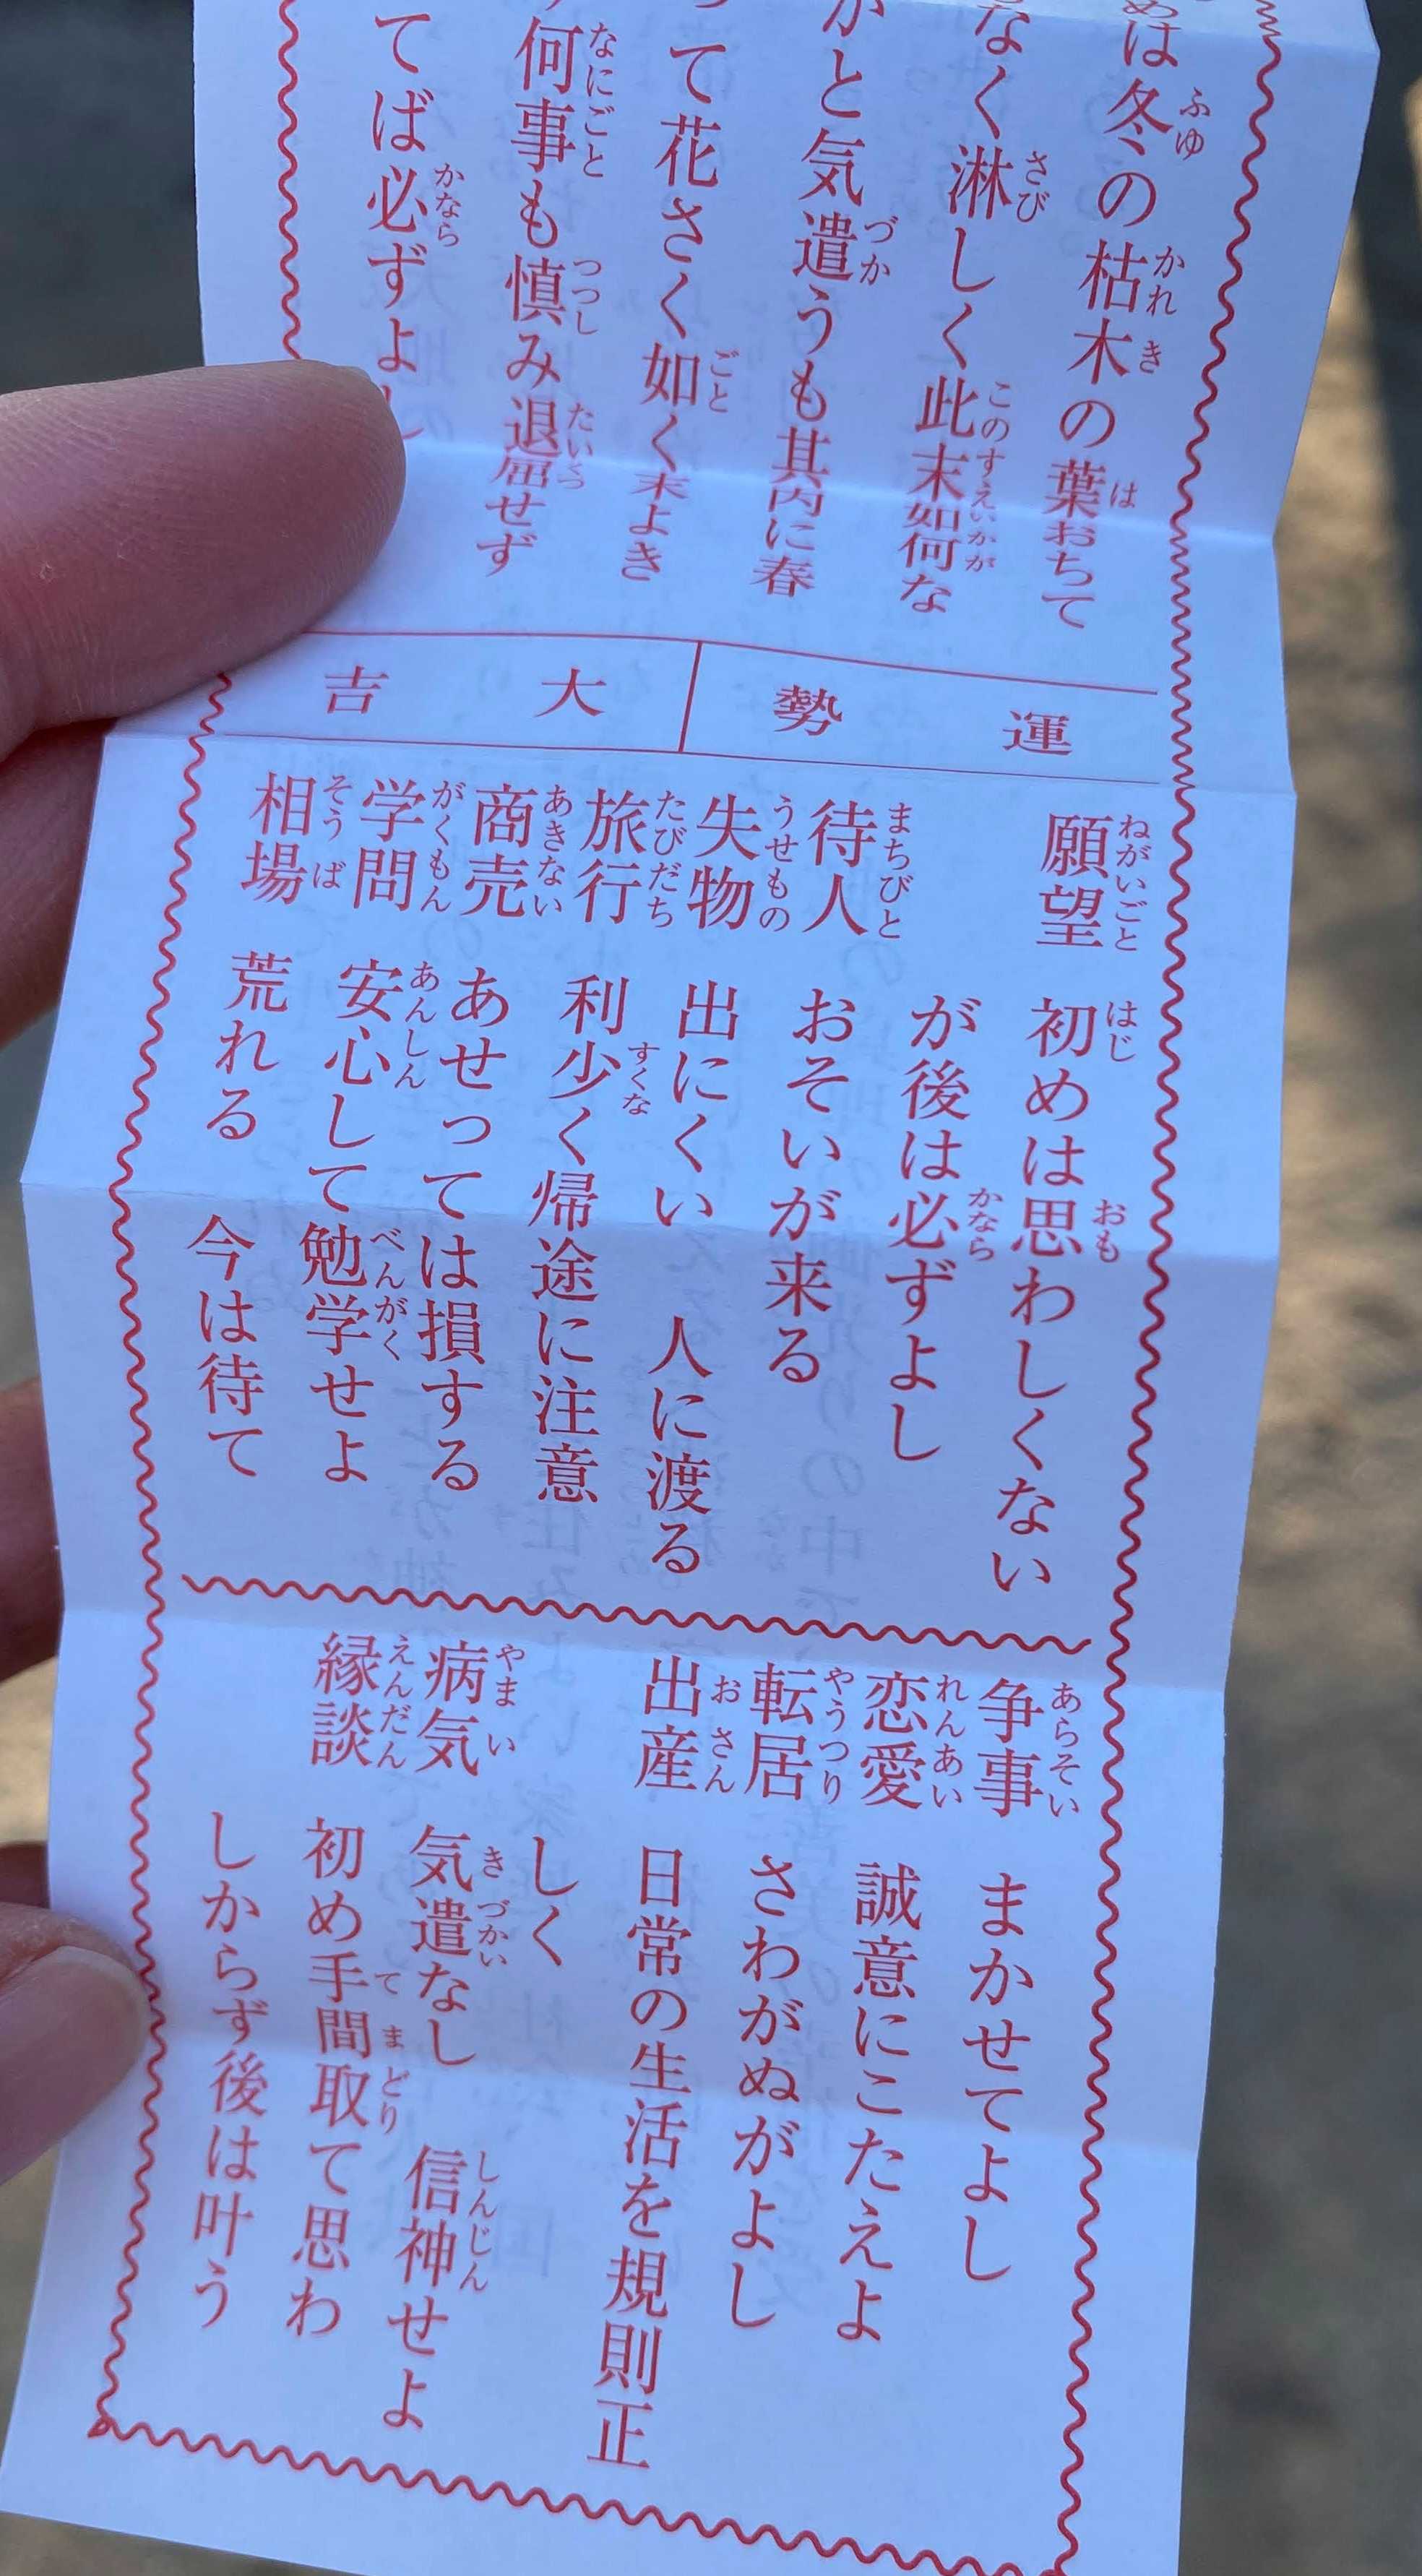 は冬の枯木の葉おちて
なく淋しく此末如何な
かと気遣うも其内に春
って花さく如く末よき
何事も慎み退屈せず
てば必ずよし
運勢 大吉
願望 初めは思わしくない
が後は必ずよし
待人 おそいが来る
失物 出にくい 人に渡る
旅行 利少く帰途に注意
商売 あせっては損する
学問 安心して勉学せよ
相場 荒れる 今は待て
争事 まかせてよし
恋愛 誠意にこたえよ
転居 さわがぬがよし
出産 日常の生活を規則正
しく
病気 気遣なし 信神せよ
縁談 初め手間取て思わ
しからず後は叶う